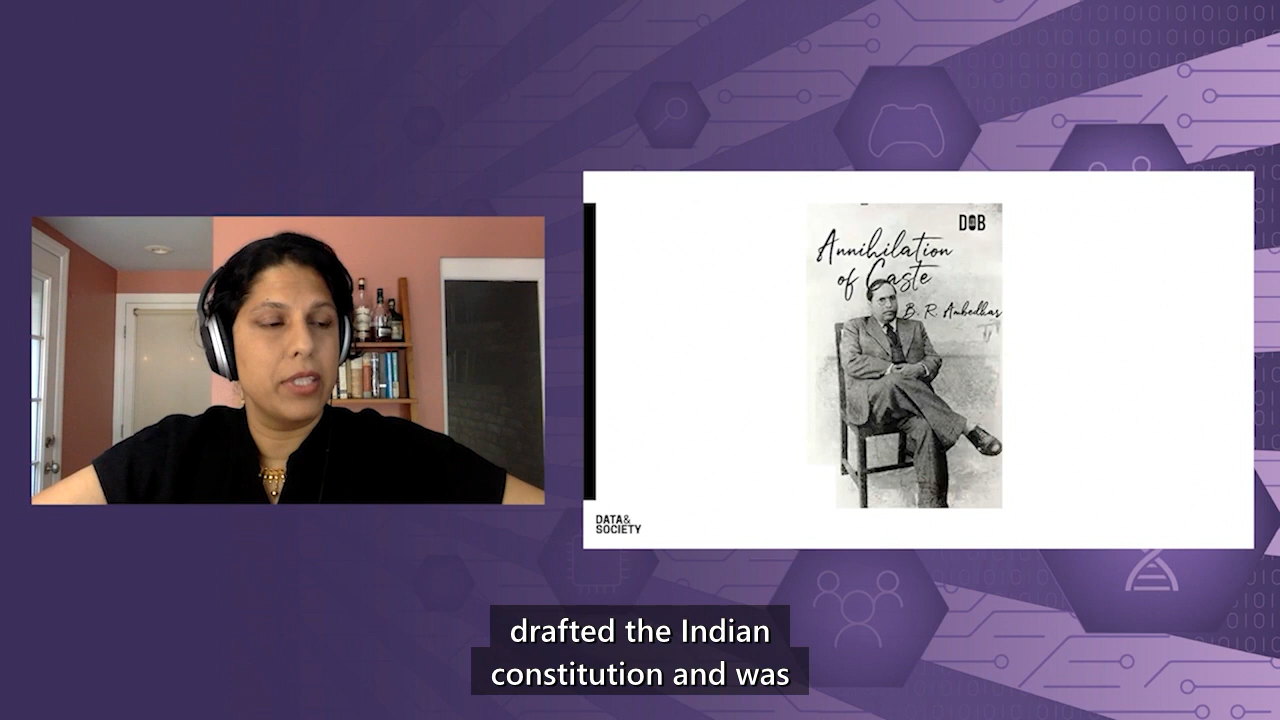 DOB
Annihilation
of Caste
B. R. Ambedkar
DATA&
SOCIETY
drafted the Indian
constitution and was